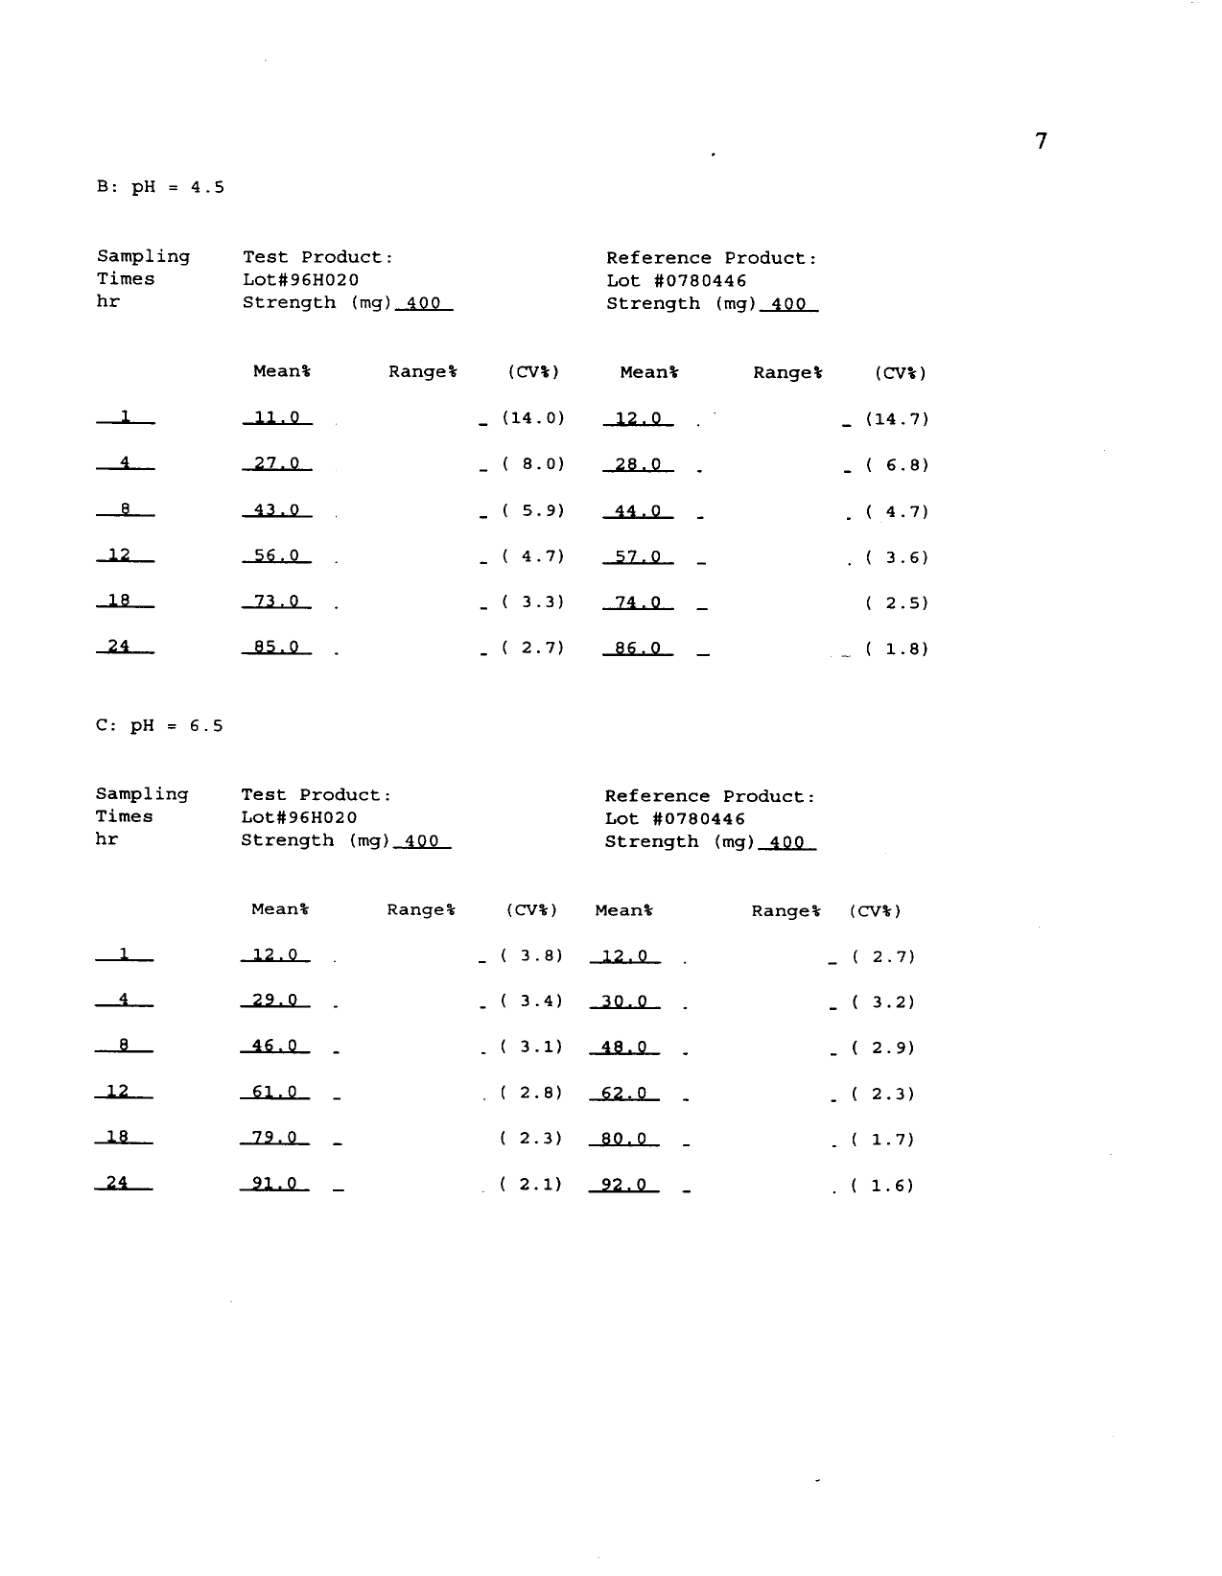 7
B: pH = 4.5
Sampling Test Product: Reference Product:
Times Lot#96H020 Lot #0780446
hr Strength (mg) 400 Strength (mg) 400
Mean% Range% (CV%) Mean% Range% (CV%)
1 11.0 (14.0) 12.0 (14.7)
4 27.0 ( 8.0) 28.0 ( 6.8)
8 43.0 ( 5.9) 44.0 ( 4.7)
12 56.0 ( 4.7) 57.0 ( 3.6)
18 73.0 ( 3.3) 74.0 ( 2.5)
24 85.0 ( 2.7) 86.0 ( 1.8)
C: pH = 6.5
Sampling Test Product: Reference Product:
Times Lot#96H020 Lot #0780446
hr Strength (mg) 400 Strength (mg) 400
Mean% Range% (CV%) Mean% Range% (CV%)
1 12.0 ( 3.8) 12.0 ( 2.7)
4 29.0 ( 3.4) 30.0 ( 3.2)
8 46.0 ( 3.1) 48.0 ( 2.9)
12 61.0 ( 2.8) 62.0 ( 2.3)
18 79.0 ( 2.3) 80.0 ( 1.7)
24 91.0 ( 2.1) 92.0 ( 1.6)